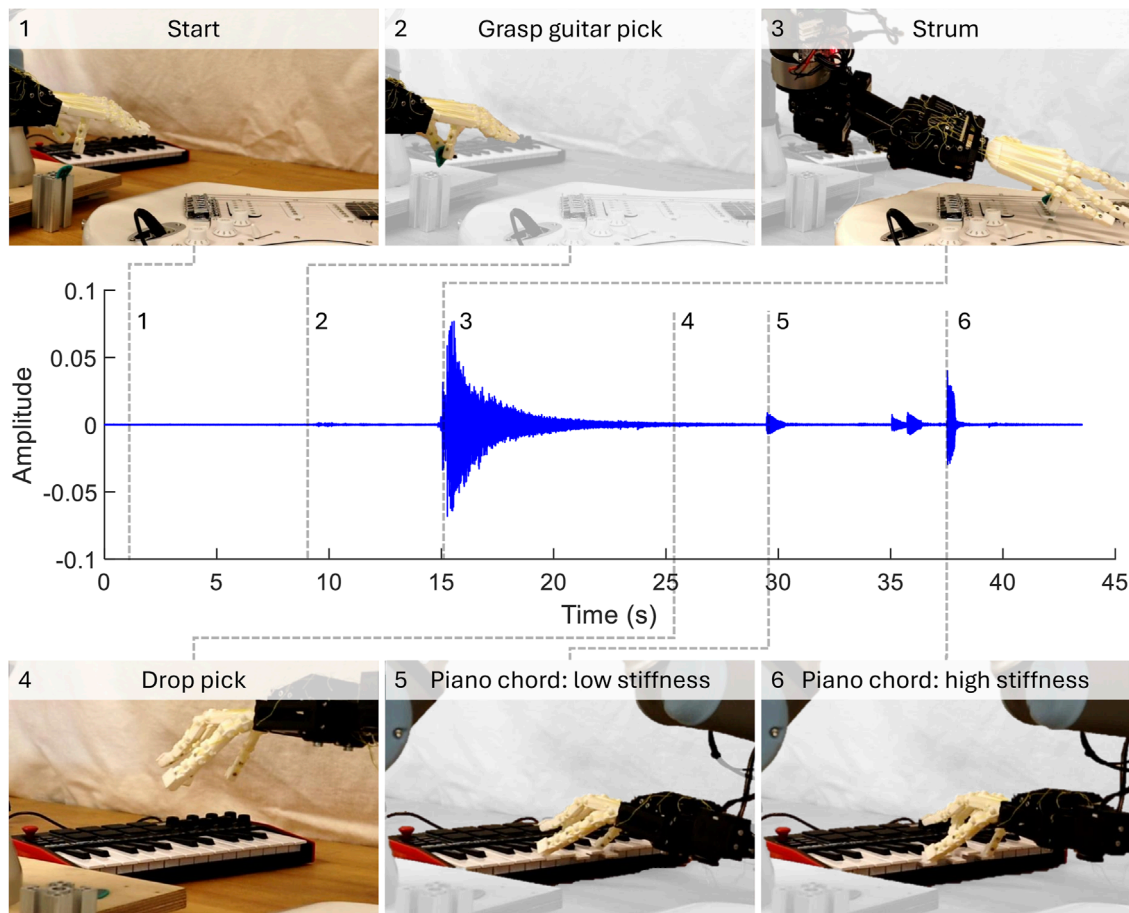 1 Start
2 Grasp guitar pick
3 Strum
0.1
0.05
0
-0.05
-0.1
Amplitude
1
2
3
4
5
6
0 5 10 15 20 25 30 35 40 45
Time (s)
4 Drop pick
5 Piano chord: low stiffness
6 Piano chord: high stiffness